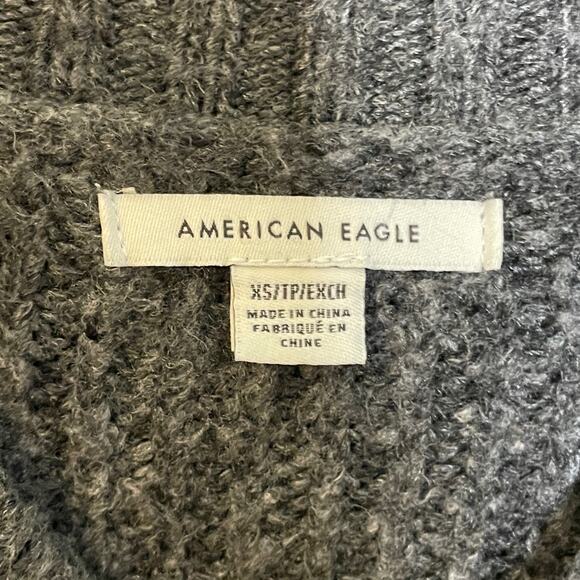 AMERICAN EAGLE
XS/TP/EXCH
MADE IN CHINA
FABRIQUÉ EN
CHINE